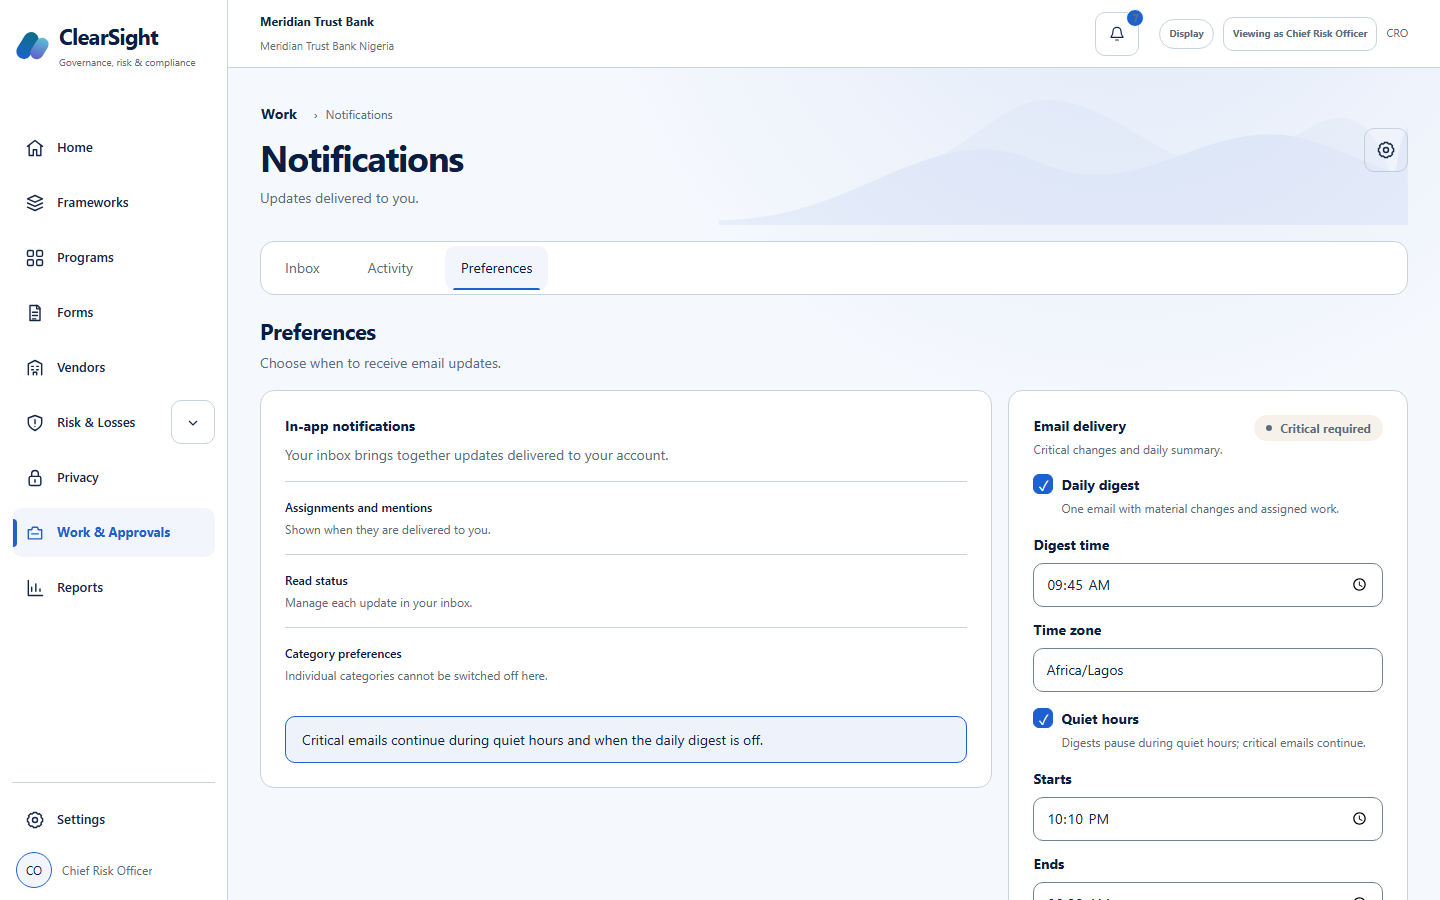 ClearSight
Governance, risk & compliance
Home
Frameworks
Programs
Forms
Vendors
Risk & Losses
Privacy
Work & Approvals
Reports
Settings
CO
Chief Risk Officer
Meridian Trust Bank
Meridian Trust Bank Nigeria
Display
Viewing as Chief Risk Officer
CRO
Work › Notifications
Notifications
Updates delivered to you.
Inbox
Activity
Preferences
Preferences
Choose when to receive email updates.
In-app notifications
Your inbox brings together updates delivered to your account.
Assignments and mentions
Shown when they are delivered to you.
Read status
Manage each update in your inbox.
Category preferences
Individual categories cannot be switched off here.
Critical emails continue during quiet hours and when the daily digest is off.
Email delivery
Critical required
Critical changes and daily summary.
Daily digest
One email with material changes and assigned work.
Digest time
09:45 AM
Time zone
Africa/Lagos
Quiet hours
Digests pause during quiet hours; critical emails continue.
Starts
10:10 PM
Ends